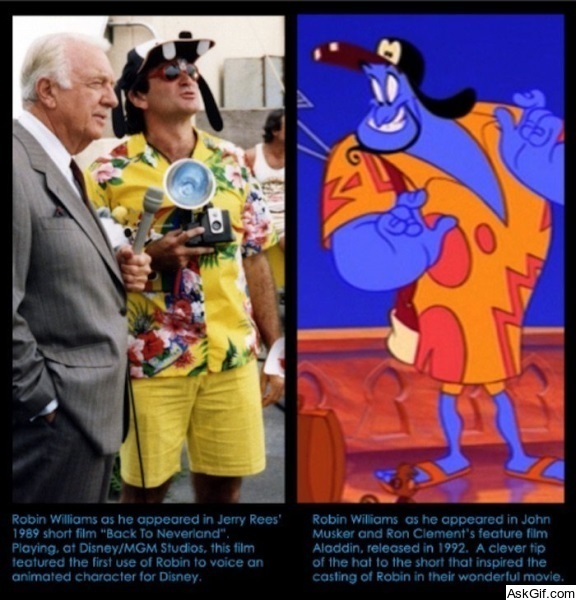 Robin Williams as he appeared in Jerry Rees'
1989 short film "Back To Neverland".
Playing, at Disney/MGM Studios, this film
featured the first use of Robin to voice an
animated character for Disney.
Robin Williams as he appeared in John
Musker and Ron Clement's feature film
Aladdin, released in 1992. A clever tip
of the hat to the short that inspired the
casting of Robin in their wonderful movie.
AskGif.com